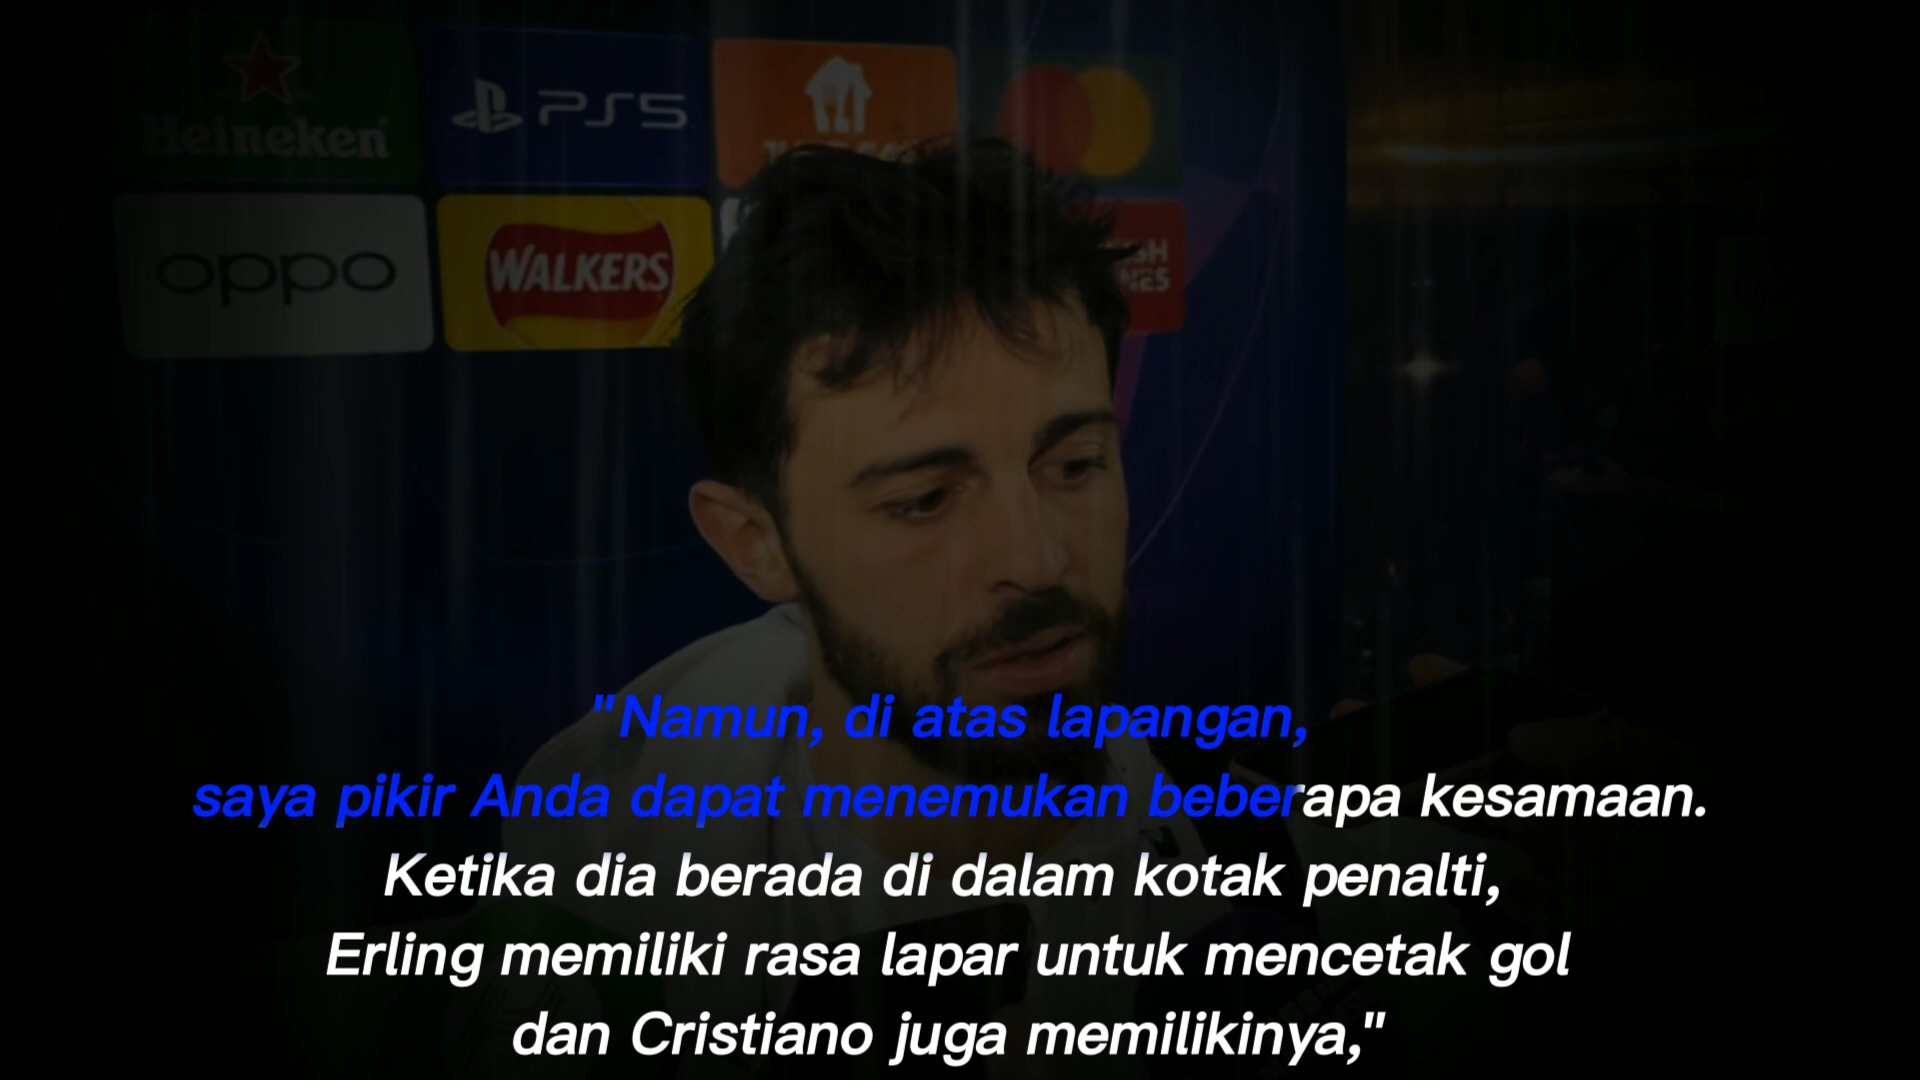 Heineken
PS5
oppo
WALKERS
"Namun, di atas lapangan,
saya pikir Anda dapat menemukan beberapa kesamaan.
Ketika dia berada di dalam kotak penalti,
Erling memiliki rasa lapar untuk mencetak gol
dan Cristiano juga memilikinya,"